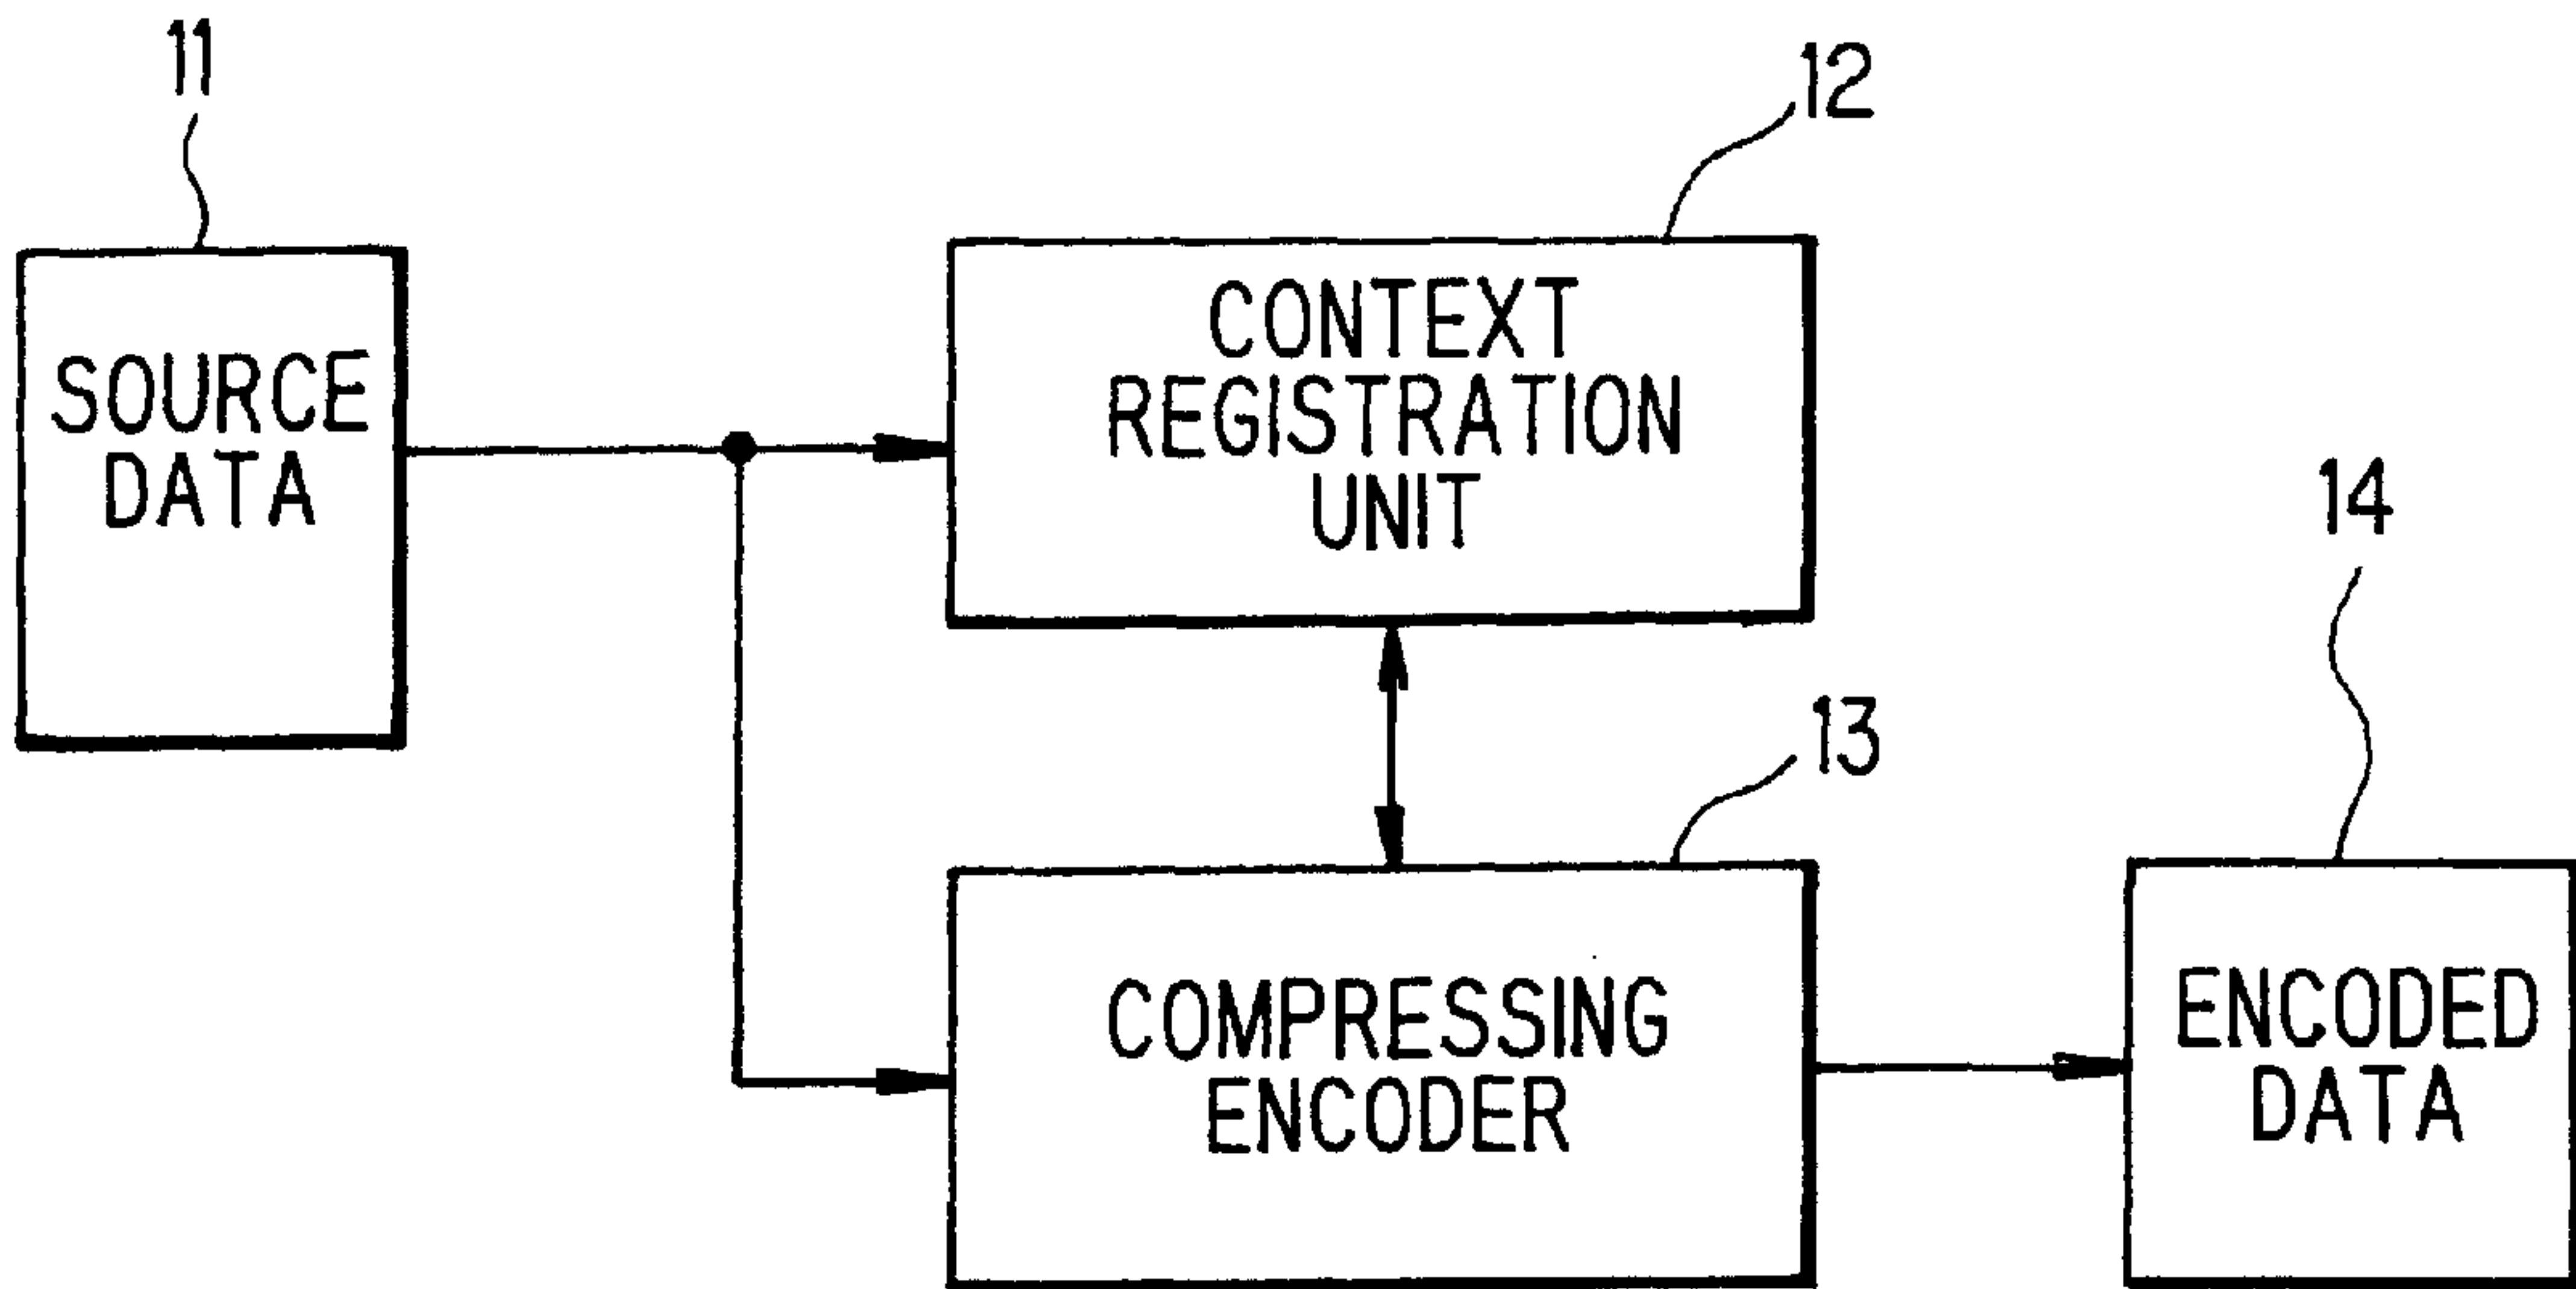 11
12
SOURCE
DATA
CONTEXT
REGISTRATION
UNIT
13
14
COMPRESSING
ENCODER
ENCODED
DATA